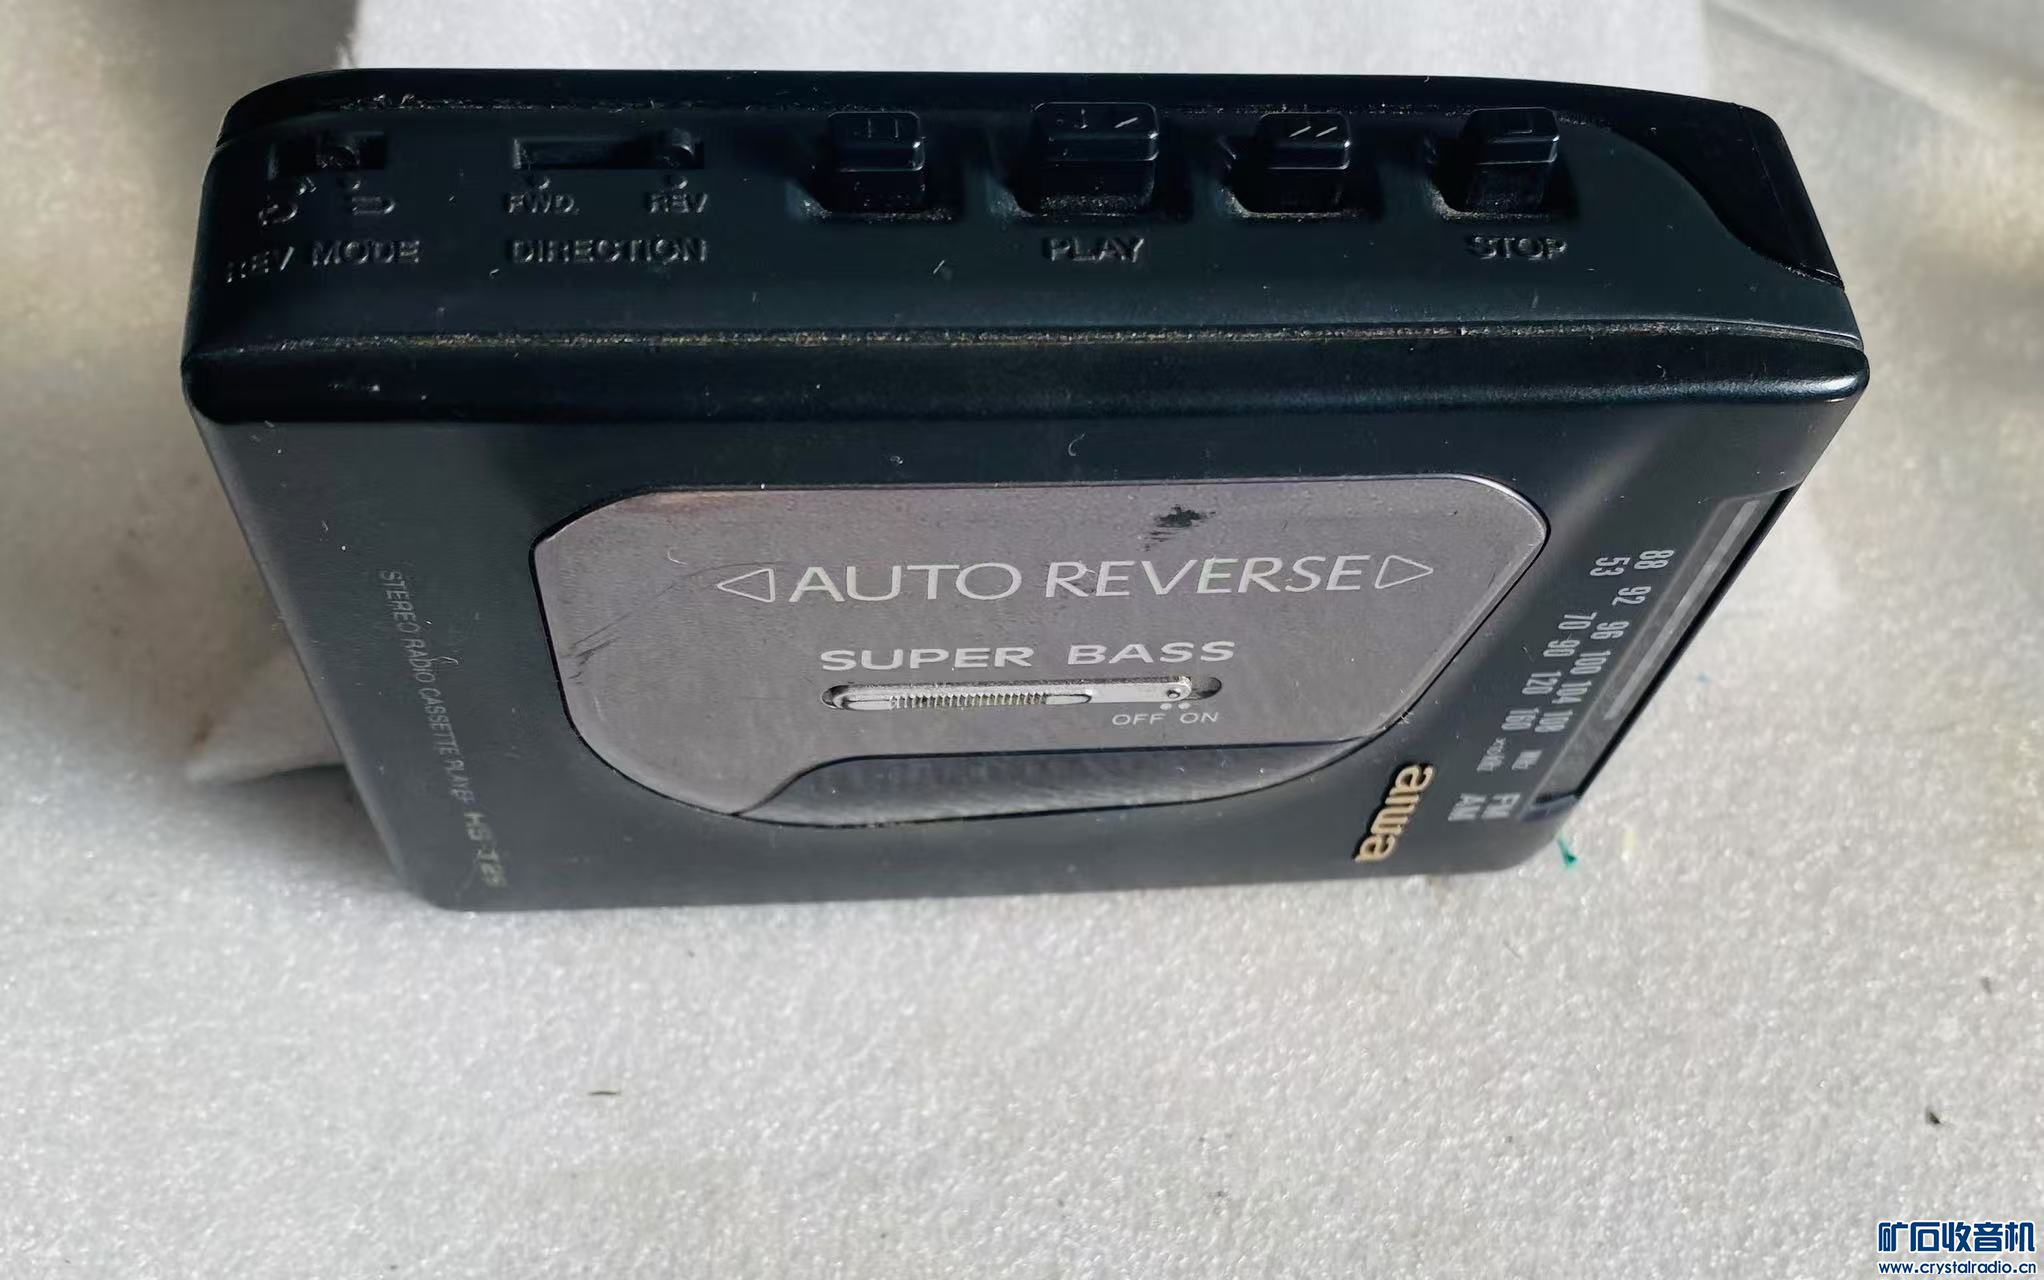 FWD. REV
REV MODE DIRECTION PLAY STOP
AUTO REVERSE
SUPER BASS
OFF ON
STEREO RADIO CASSETTE PLAYER
aiwa
88 92 96 100 104 108 MHz FM
53 70 90 120 160 AM
矿石收音机
www.crystalradio.cn